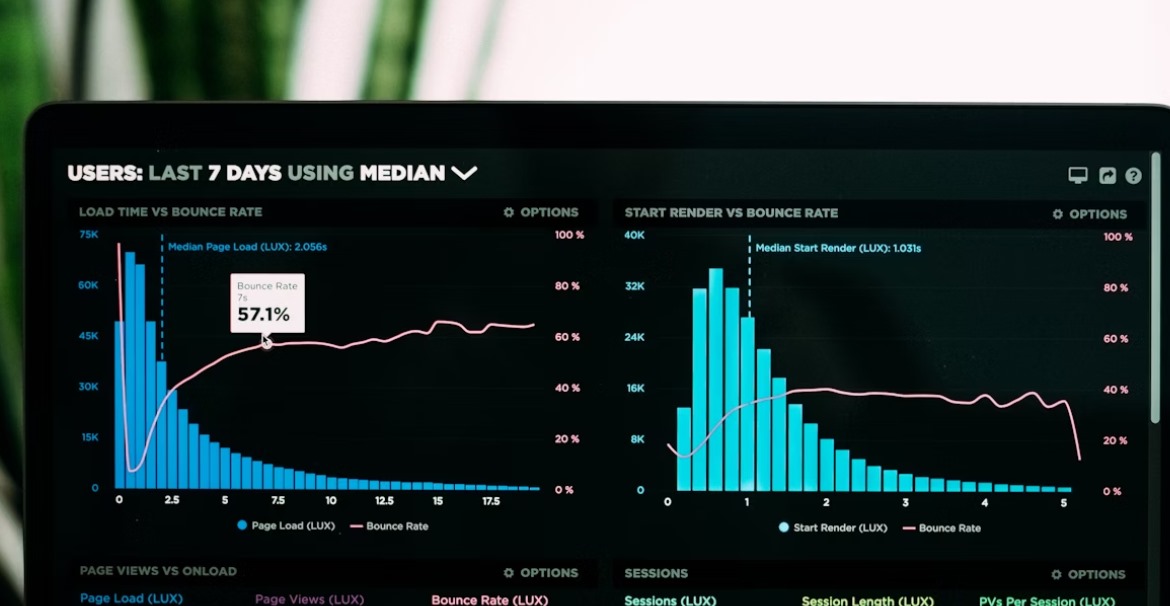 USERS: LAST 7 DAYS USING MEDIAN
LOAD TIME VS BOUNCE RATE
OPTIONS
75K
60K
45K
30K
15K
0
100 %
80 %
60 %
40 %
20 %
0 %
Median Page Load (LUX): 2.056s
Bounce Rate
7s
57.1%
0 2.5 5 7.5 10 12.5 15 17.5
Page Load (LUX) Bounce Rate
START RENDER VS BOUNCE RATE
OPTIONS
40K
32K
24K
16K
8K
0
100 %
80 %
60 %
40 %
20 %
0 %
Median Start Render (LUX): 1.031s
0 1 2 3 4 5
Start Render (LUX) Bounce Rate
PAGE VIEWS VS ONLOAD
OPTIONS
Page Load (LUX) Page Views (LUX) Bounce Rate (LUX)
SESSIONS
OPTIONS
Sessions (LUX) Session Length (LUX) PVs Per Session (LUX)